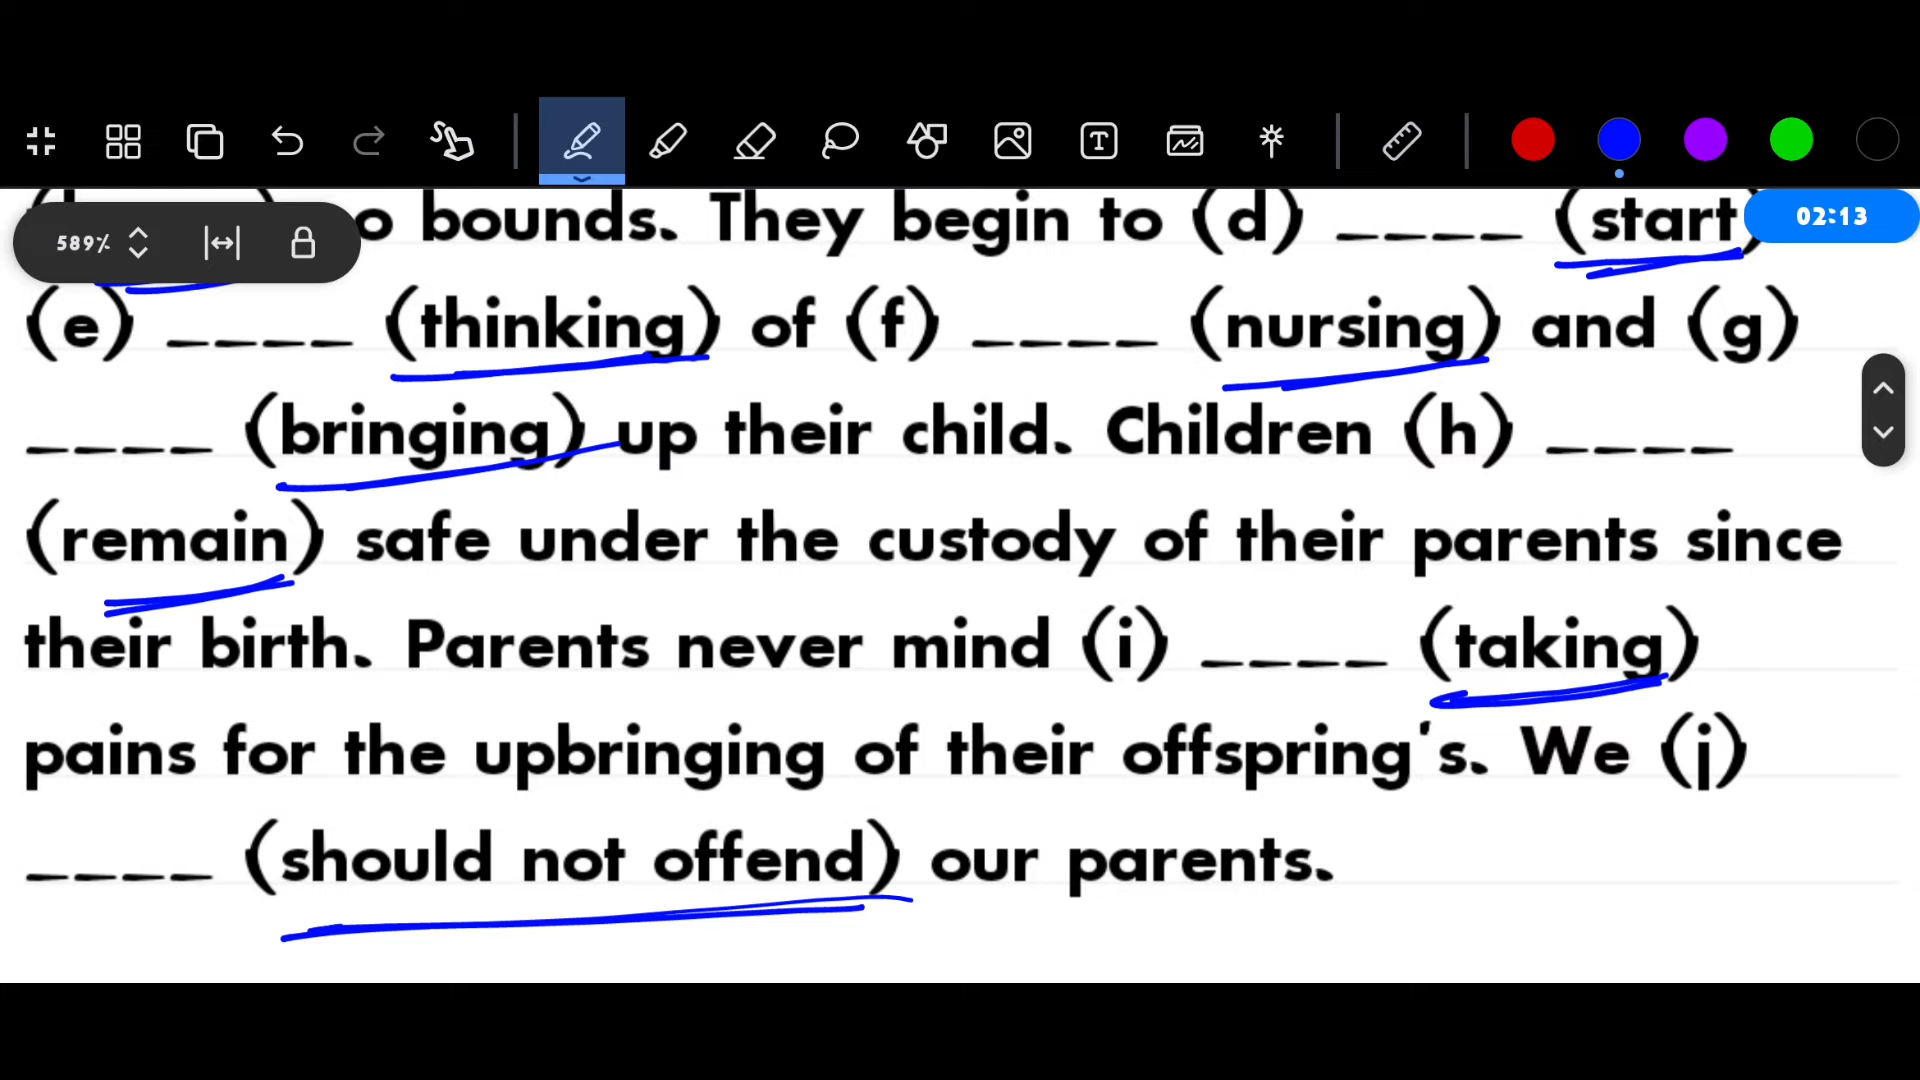 o bounds. They begin to (d) ____ (start) 02:13
589%
(e) ____ (thinking) of (f) ____ (nursing) and (g)
____ (bringing) up their child. Children (h) ____
(remain) safe under the custody of their parents since
their birth. Parents never mind (i) ____ (taking)
pains for the upbringing of their offspring's. We (j)
____ (should not offend) our parents.